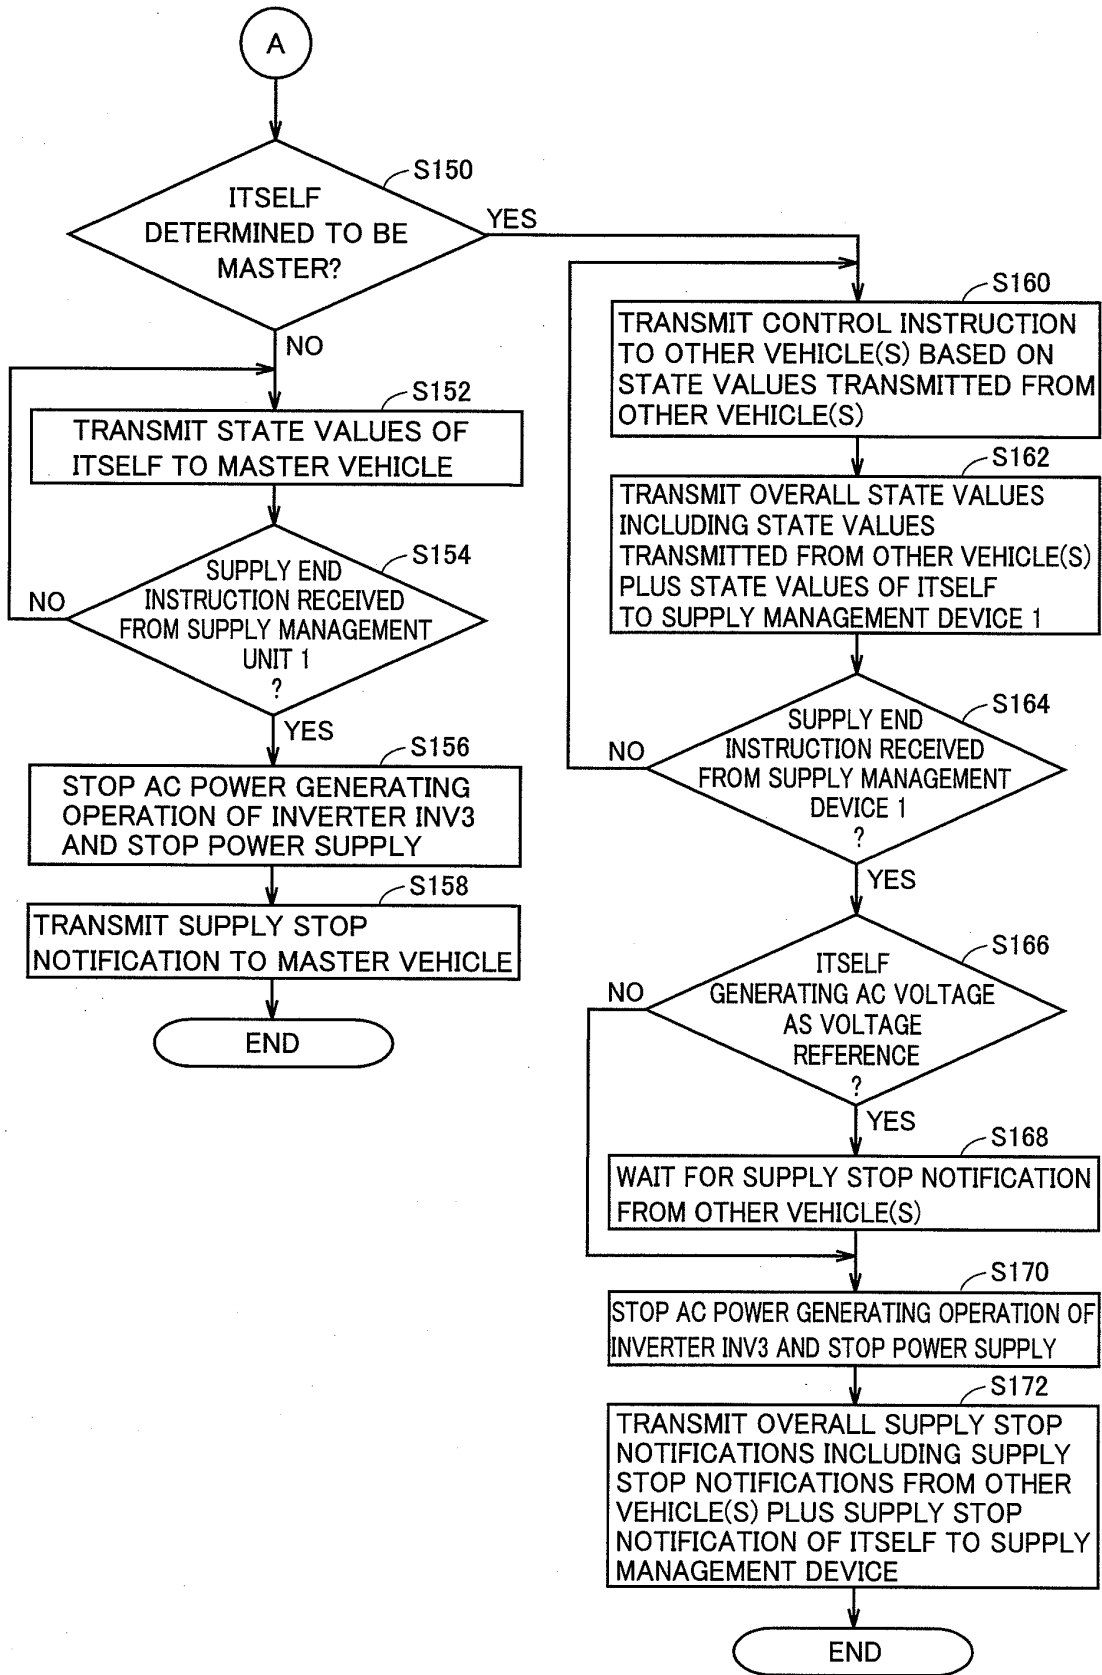 A
S150
ITSELF
DETERMINED TO BE
MASTER?
YES
NO
S152
TRANSMIT STATE VALUES OF
ITSELF TO MASTER VEHICLE
S154
SUPPLY END
INSTRUCTION RECEIVED
FROM SUPPLY MANAGEMENT
UNIT 1
?
NO
YES
S156
STOP AC POWER GENERATING
OPERATION OF INVERTER INV3
AND STOP POWER SUPPLY
S158
TRANSMIT SUPPLY STOP
NOTIFICATION TO MASTER VEHICLE
END
S160
TRANSMIT CONTROL INSTRUCTION
TO OTHER VEHICLE(S) BASED ON
STATE VALUES TRANSMITTED FROM
OTHER VEHICLE(S)
S162
TRANSMIT OVERALL STATE VALUES
INCLUDING STATE VALUES
TRANSMITTED FROM OTHER VEHICLE(S)
PLUS STATE VALUES OF ITSELF
TO SUPPLY MANAGEMENT DEVICE 1
S164
SUPPLY END
INSTRUCTION RECEIVED
FROM SUPPLY MANAGEMENT
DEVICE 1
?
NO
YES
S166
ITSELF
GENERATING AC VOLTAGE
AS VOLTAGE
REFERENCE
?
NO
YES
S168
WAIT FOR SUPPLY STOP NOTIFICATION
FROM OTHER VEHICLE(S)
S170
STOP AC POWER GENERATING OPERATION OF
INVERTER INV3 AND STOP POWER SUPPLY
S172
TRANSMIT OVERALL SUPPLY STOP
NOTIFICATIONS INCLUDING SUPPLY
STOP NOTIFICATIONS FROM OTHER
VEHICLE(S) PLUS SUPPLY STOP
NOTIFICATION OF ITSELF TO SUPPLY
MANAGEMENT DEVICE
END